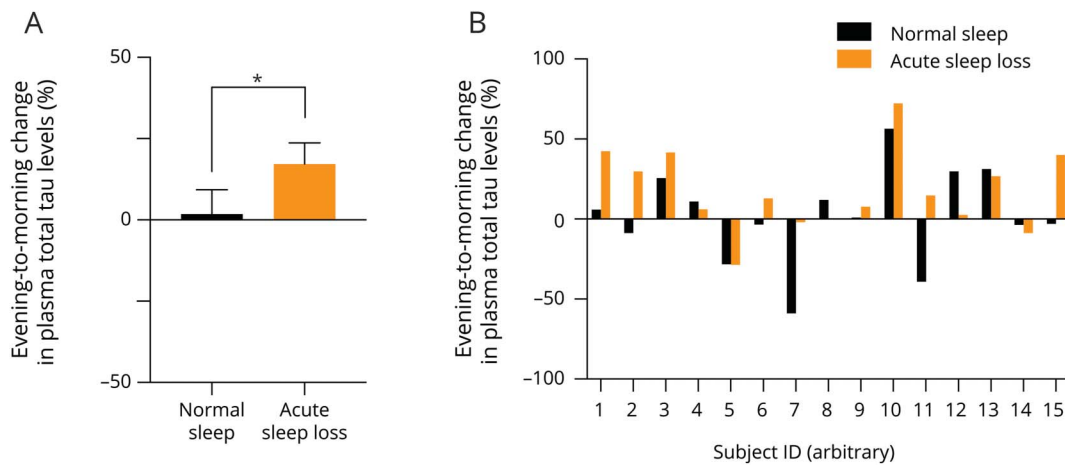 A
Evening-to-morning change
in plasma total tau levels (%)
50
0
–50
*
Normal
sleep
Acute
sleep loss
B
Normal sleep
Acute sleep loss
Evening-to-morning change
in plasma total tau levels (%)
100
50
0
–50
–100
1 2 3 4 5 6 7 8 9 10 11 12 13 14 15
Subject ID (arbitrary)